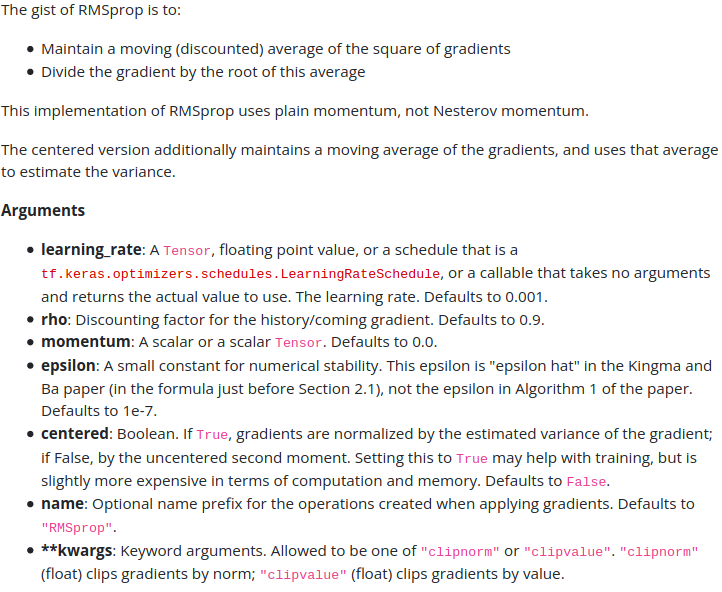 The gist of RMSprop is to:
• Maintain a moving (discounted) average of the square of gradients
• Divide the gradient by the root of this average
This implementation of RMSprop uses plain momentum, not Nesterov momentum.
The centered version additionally maintains a moving average of the gradients, and uses that average
to estimate the variance.
Arguments
• learning_rate: A Tensor, floating point value, or a schedule that is a
tf.keras.optimizers.schedules.LearningRateSchedule, or a callable that takes no arguments
and returns the actual value to use. The learning rate. Defaults to 0.001.
• rho: Discounting factor for the history/coming gradient. Defaults to 0.9.
• momentum: A scalar or a scalar Tensor. Defaults to 0.0.
• epsilon: A small constant for numerical stability. This epsilon is "epsilon hat" in the Kingma and
Ba paper (in the formula just before Section 2.1), not the epsilon in Algorithm 1 of the paper.
Defaults to 1e-7.
• centered: Boolean. If True, gradients are normalized by the estimated variance of the gradient;
if False, by the uncentered second moment. Setting this to True may help with training, but is
slightly more expensive in terms of computation and memory. Defaults to False.
• name: Optional name prefix for the operations created when applying gradients. Defaults to
"RMSprop".
• **kwargs: Keyword arguments. Allowed to be one of "clipnorm" or "clipvalue". "clipnorm"
(float) clips gradients by norm; "clipvalue" (float) clips gradients by value.